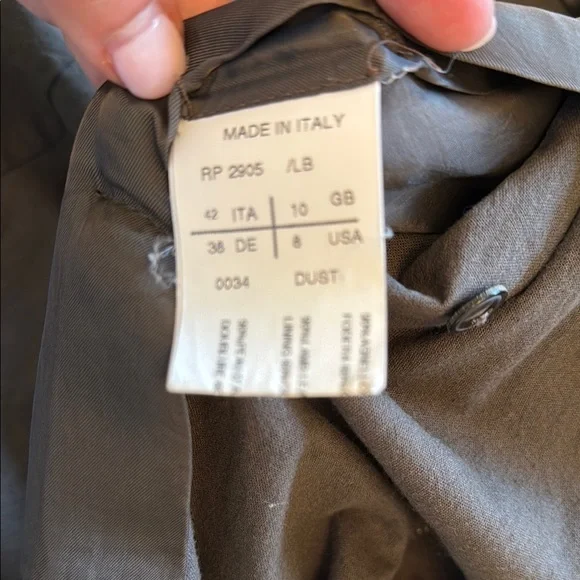 MADE IN ITALY
RP 2905 /LB
42 ITA 10 GB
38 DE 8 USA
0034 DUST